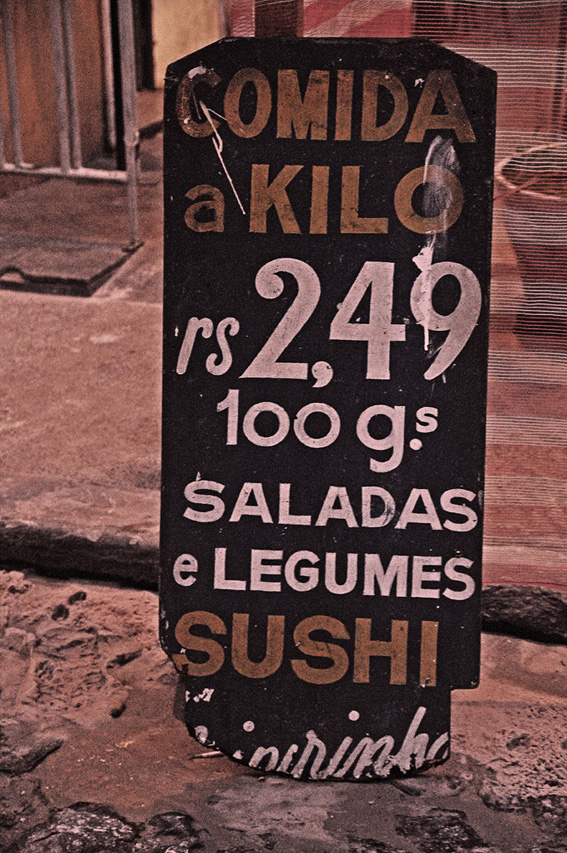 COMIDA
a KILO
rs 2,49
100 g.s
SALADAS
e LEGUMES
SUSHI